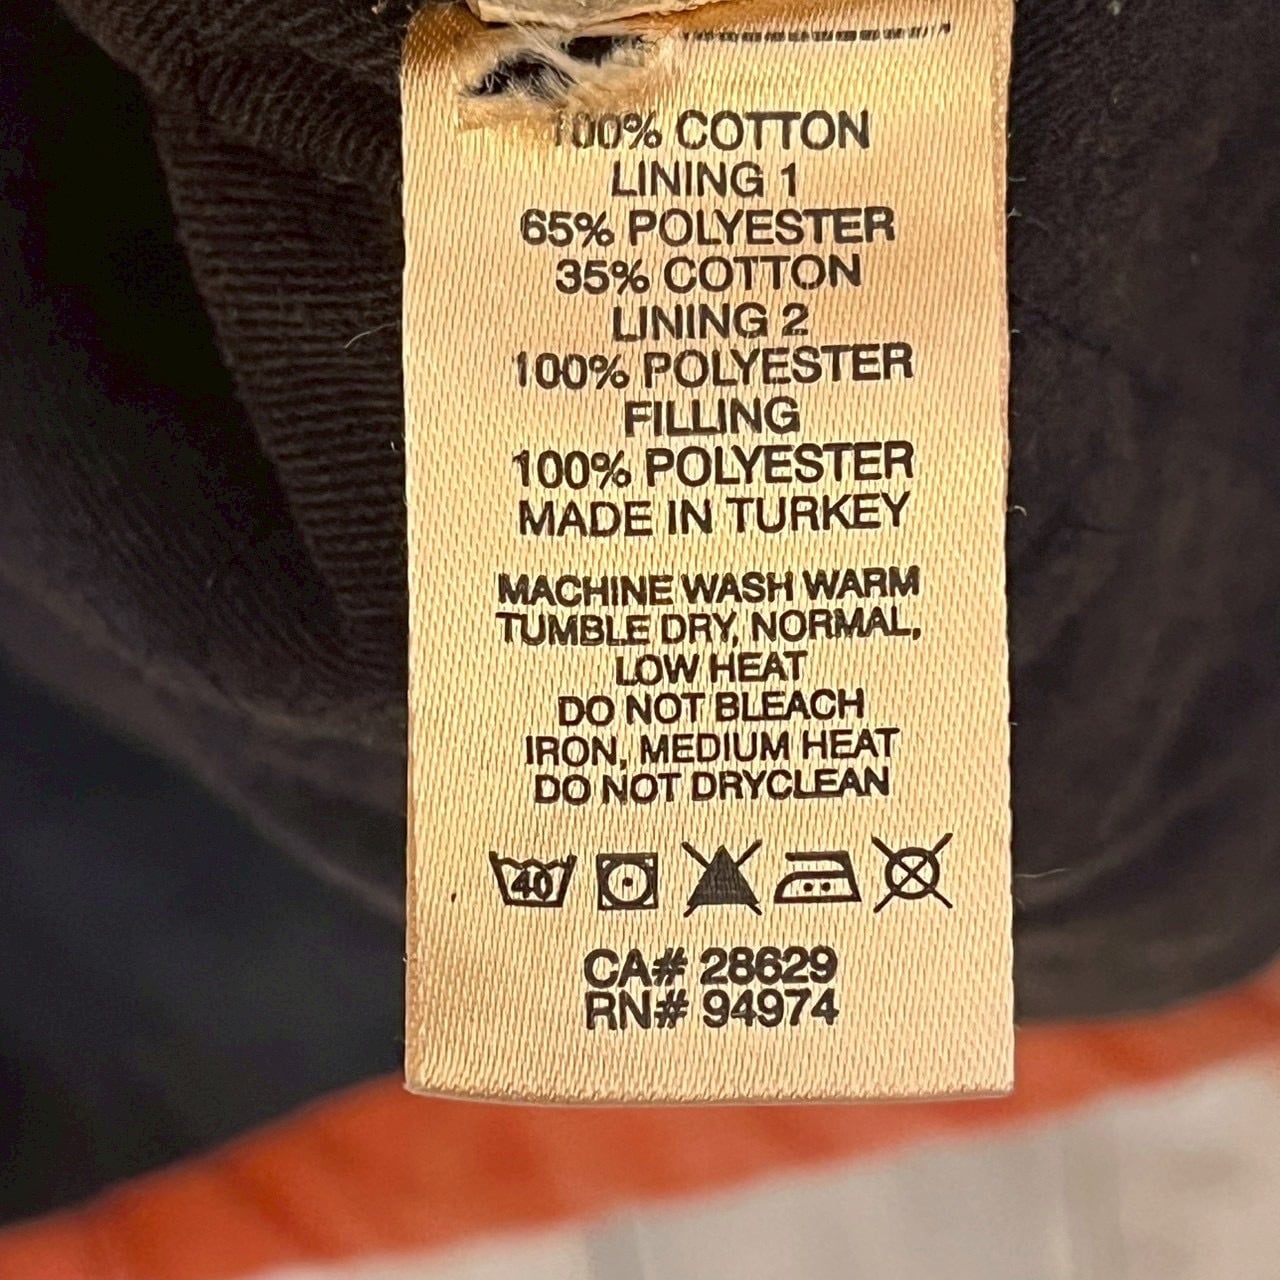 100% COTTON
LINING 1
65% POLYESTER
35% COTTON
LINING 2
100% POLYESTER
FILLING
100% POLYESTER
MADE IN TURKEY
MACHINE WASH WARM
TUMBLE DRY, NORMAL,
LOW HEAT
DO NOT BLEACH
IRON, MEDIUM HEAT
DO NOT DRYCLEAN
40
CA# 28629
RN# 94974